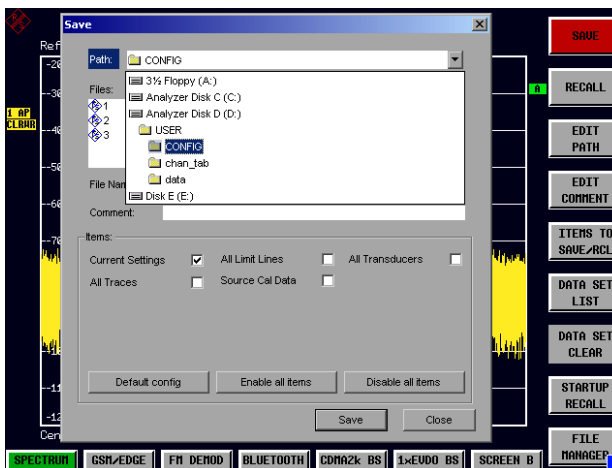 Save
SAVE
Ref
Path:
CONFIG
-20
3½ Floppy (A:)
Analyzer Disk C (C:)
Analyzer Disk D (D:)
USER
CONFIG
chan_tab
data
Disk E (E:)
Files:
1
2
3
-30
A
RECALL
1 AP
CLRWR
-40
EDIT
PATH
-50
File Nam
EDIT
COMMENT
-60
Comment:
Items:
-70
ITEMS TO
SAVE/RCL
Current Settings
All Limit Lines
All Transducers
All Traces
Source Cal Data
DATA SET
LIST
DATA SET
CLEAR
-11
Default config
Enable all items
Disable all items
STARTUP
RECALL
-12
Save
Close
Cen
FILE
MANAGER
SPECTRUM
GSM/EDGE
FM DEMOD
BLUETOOTH
CDMA2k BS
1xEVDO BS
SCREEN B